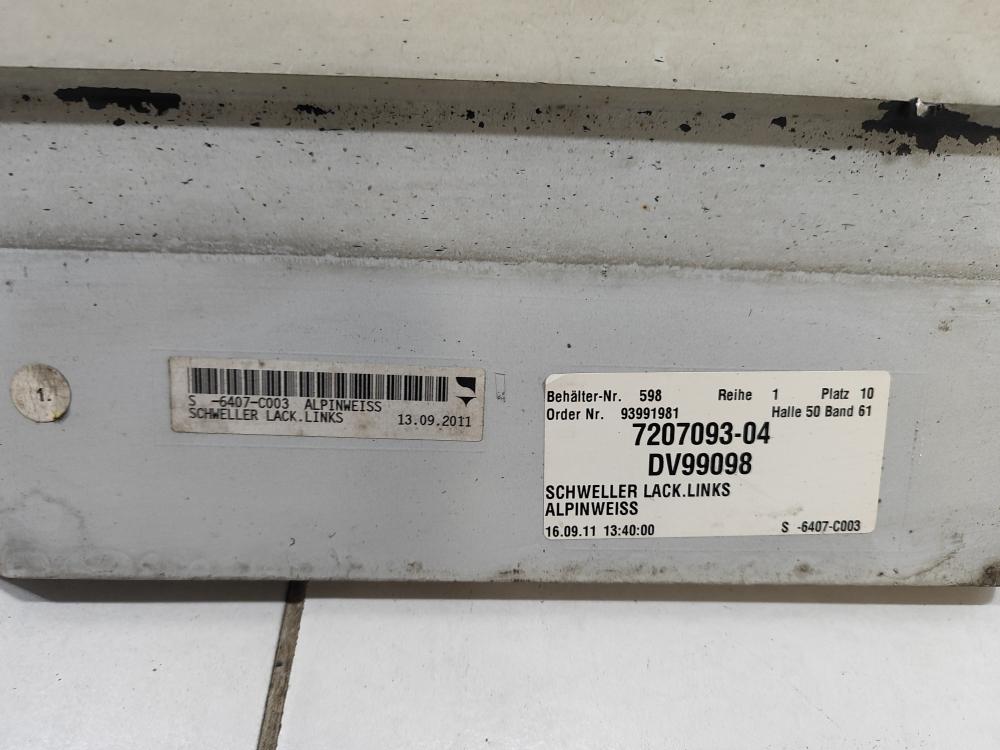 1.
S -6407-C003 ALPINWEISS
SCHWELLER LACK.LINKS 13.09.2011
Behälter-Nr. 598 Reihe 1 Platz 10
Order Nr. 93991981 Halle 50 Band 61
7207093-04
DV99098
SCHWELLER LACK.LINKS
ALPINWEISS
16.09.11 13:40:00 S -6407-C003